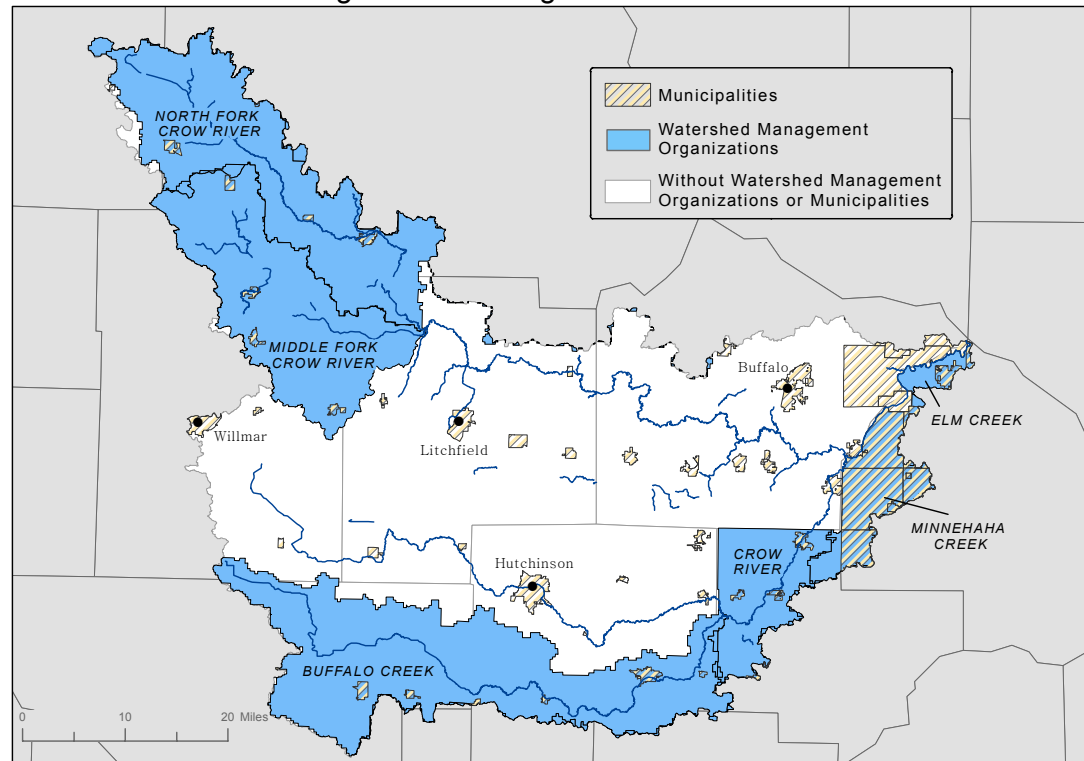 Municipalities
Watershed Management
Organizations
Without Watershed Management
Organizations or Municipalities
NORTH FORK
CROW RIVER
MIDDLE FORK
CROW RIVER
Buffalo
ELM CREEK
Willmar
Litchfield
MINNEHAHA
CREEK
CROW
RIVER
Hutchinson
BUFFALO CREEK
0 10 20 Miles